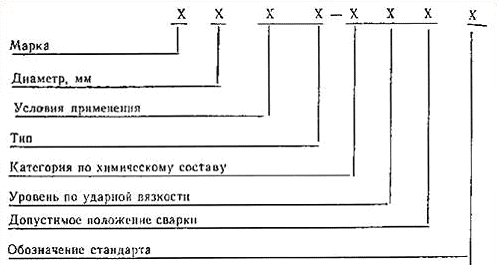 X X X X – X X X X
Марка
Диаметр, мм
Условия применения
Тип
Категория по химическому составу
Уровень по ударной вязкости
Допустимое положение сварки
Обозначение стандарта